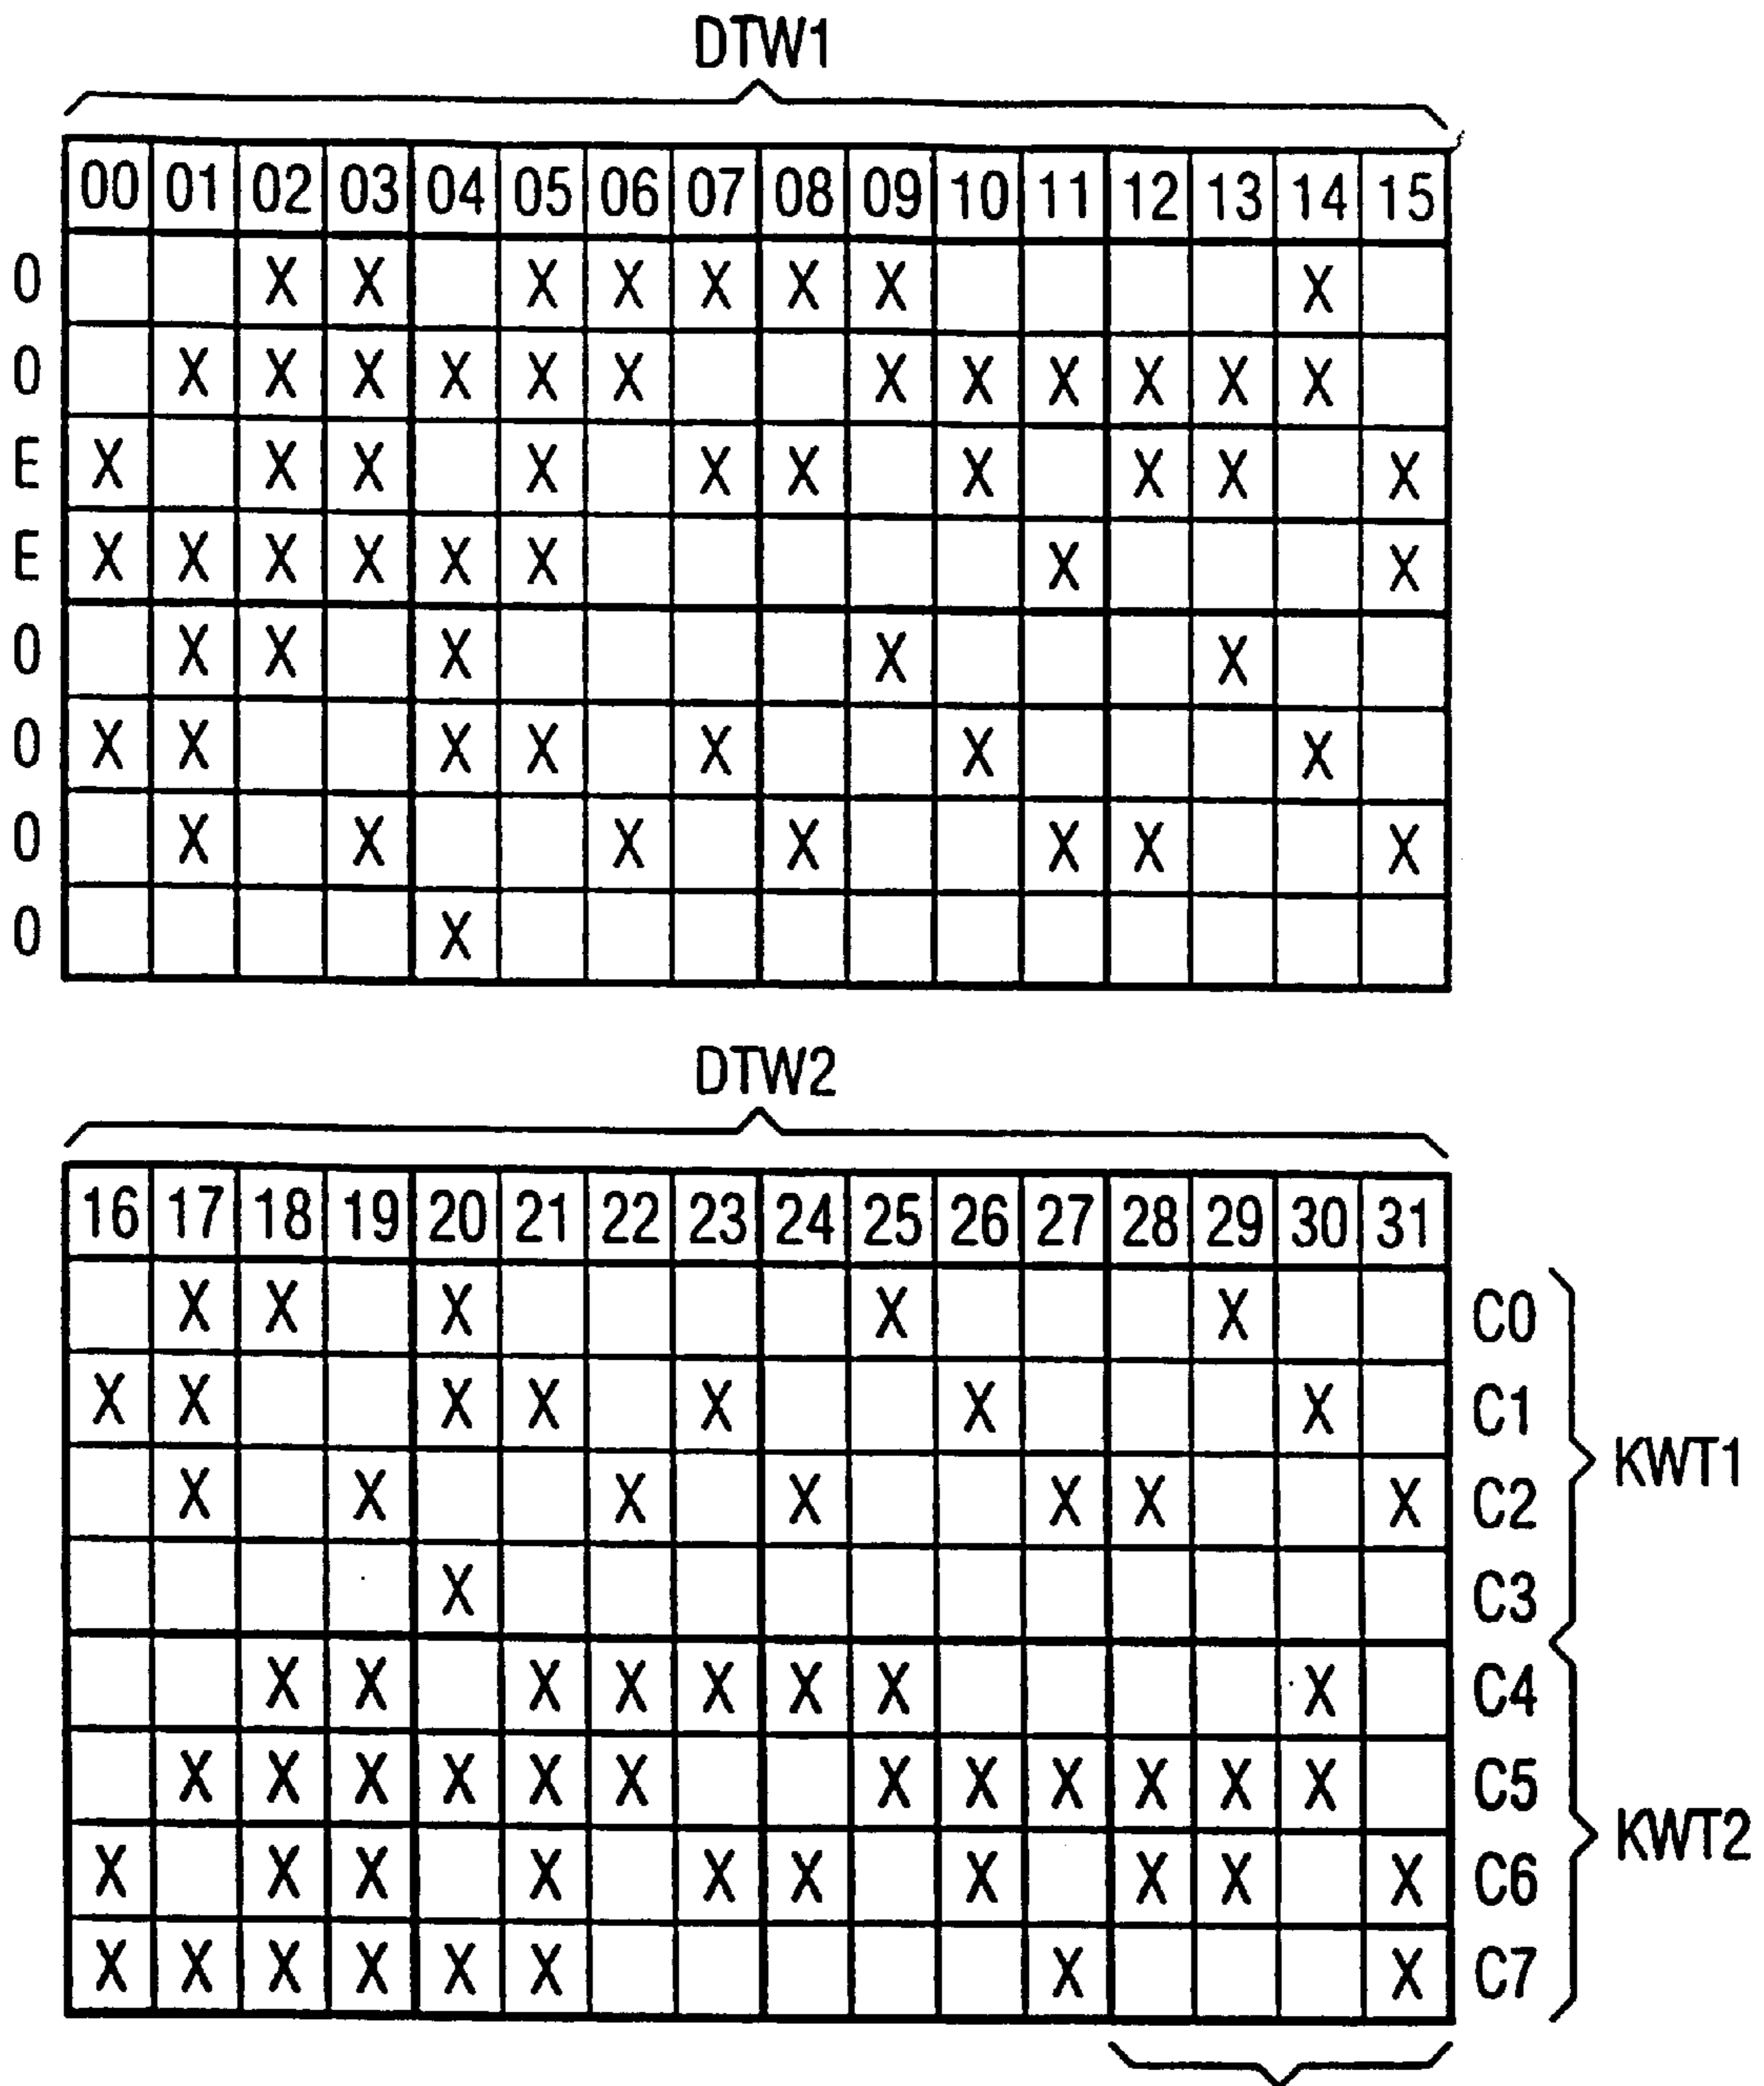 DTW1
00 01 02 03 04 05 06 07 08 09 10 11 12 13 14 15
0 X X X X X X X X
0 X X X X X X X X X X X X
E X X X X X X X X X X
E X X X X X X X X
0 X X X X X
0 X X X X X X X
0 X X X X X X X
0 X
DTW2
16 17 18 19 20 21 22 23 24 25 26 27 28 29 30 31
X X X X X C0
X X X X X X X C1
X X X X X X X C2
X C3
KWT1
X X X X X X X X C4
X X X X X X X X X X X X C5
X X X X X X X X X X C6
X X X X X X X X C7
KWT2